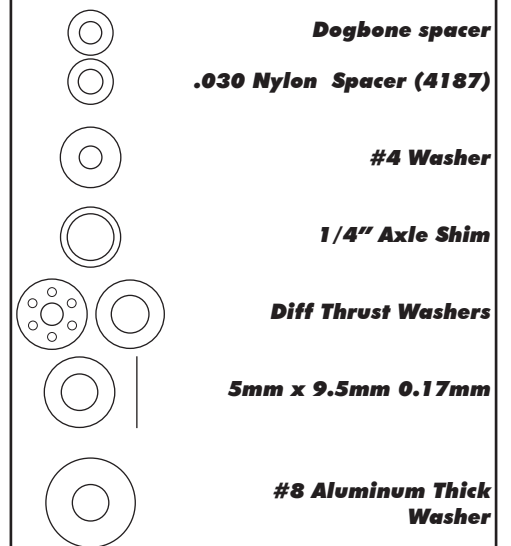 Dogbone spacer
.030 Nylon Spacer (4187)
#4 Washer
1/4" Axle Shim
Diff Thrust Washers
5mm x 9.5mm 0.17mm
#8 Aluminum Thick
Washer